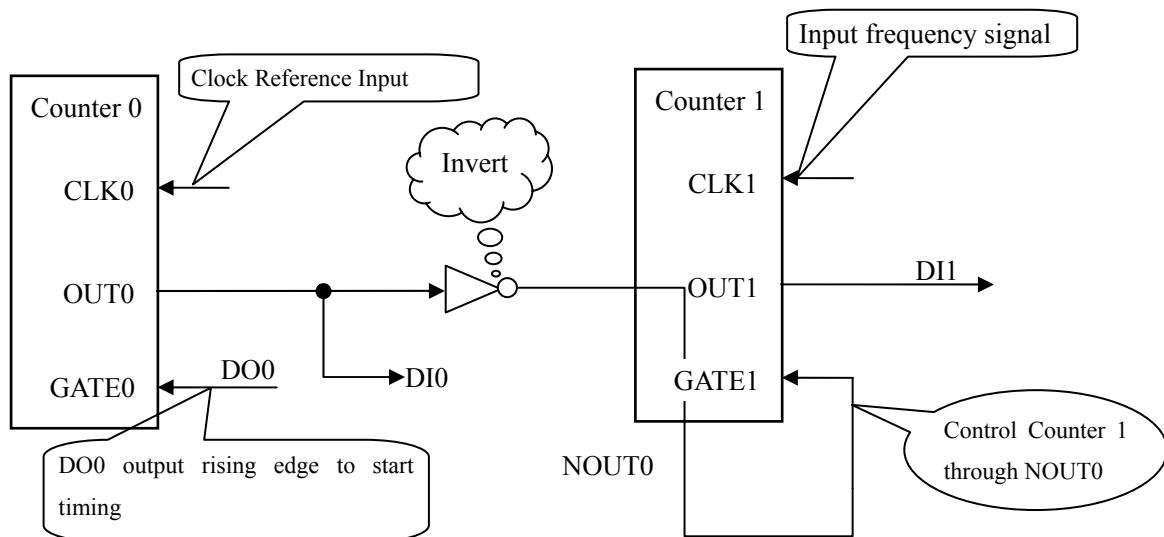 Clock Reference Input
Input frequency signal
Counter 0
Counter 1
Invert
CLK0
CLK1
OUT0
OUT1
DI1
GATE0
DO0
DI0
GATE1
DO0 output rising edge to start
timing
NOUT0
Control Counter 1
through NOUT0